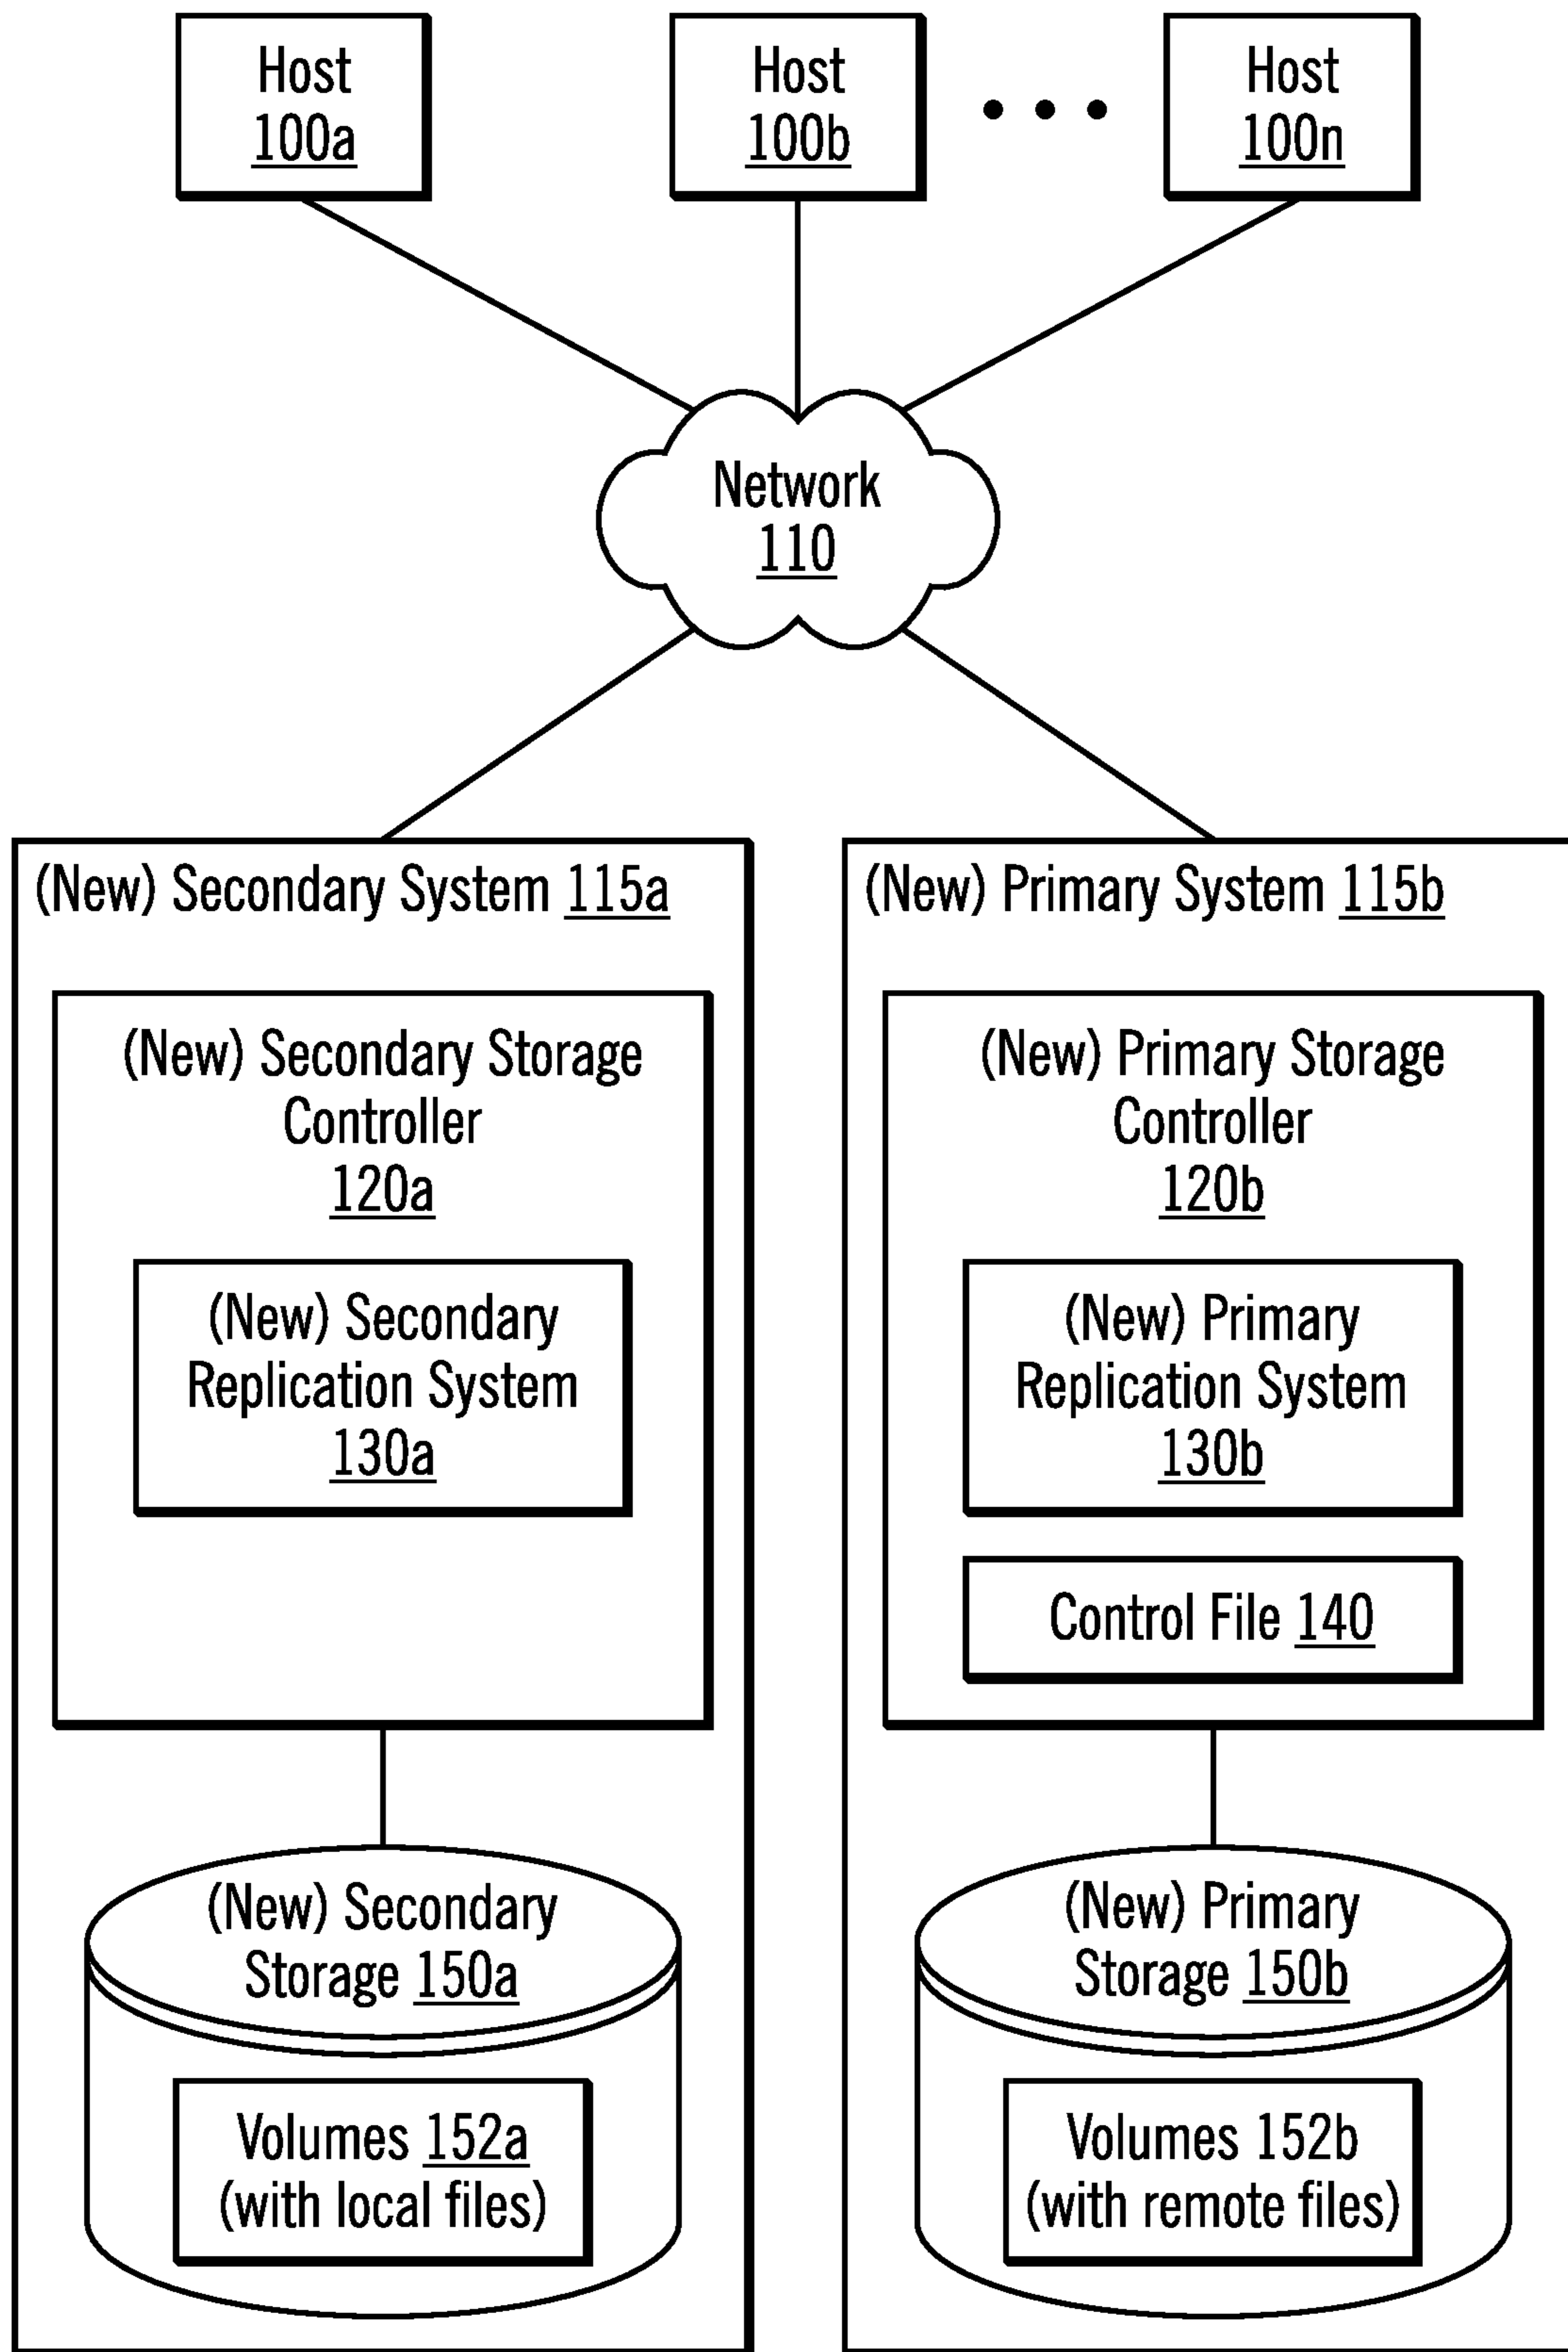 Host
100a
Host
100b
Host
100n
Network
110
(New) Secondary System 115a
(New) Secondary Storage
Controller
120a
(New) Secondary
Replication System
130a
(New) Secondary
Storage 150a
Volumes 152a
(with local files)
(New) Primary System 115b
(New) Primary Storage
Controller
120b
(New) Primary
Replication System
130b
Control File 140
(New) Primary
Storage 150b
Volumes 152b
(with remote files)